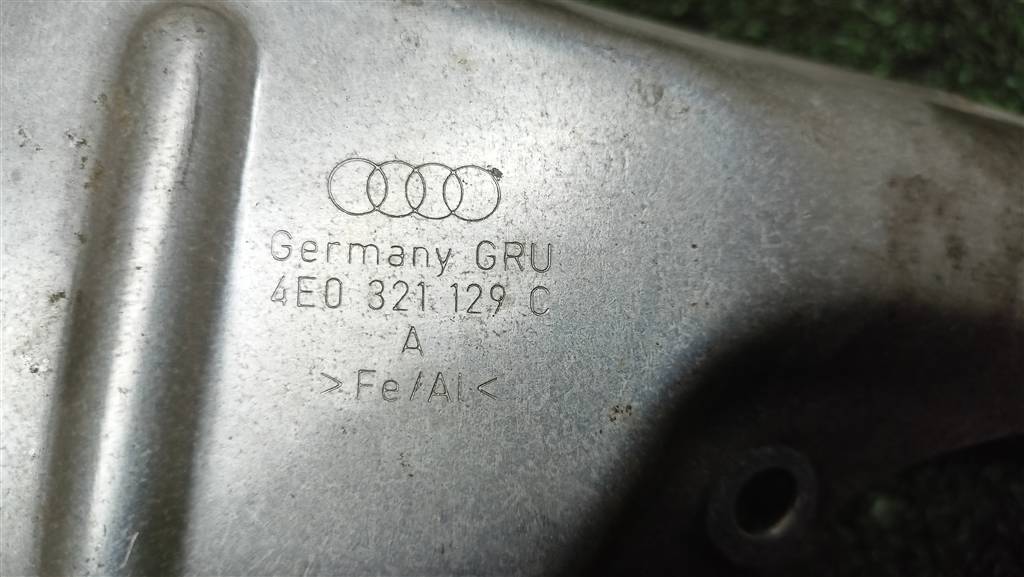 Germany GRU
4E0 321 129 C
A
>Fe/Al<